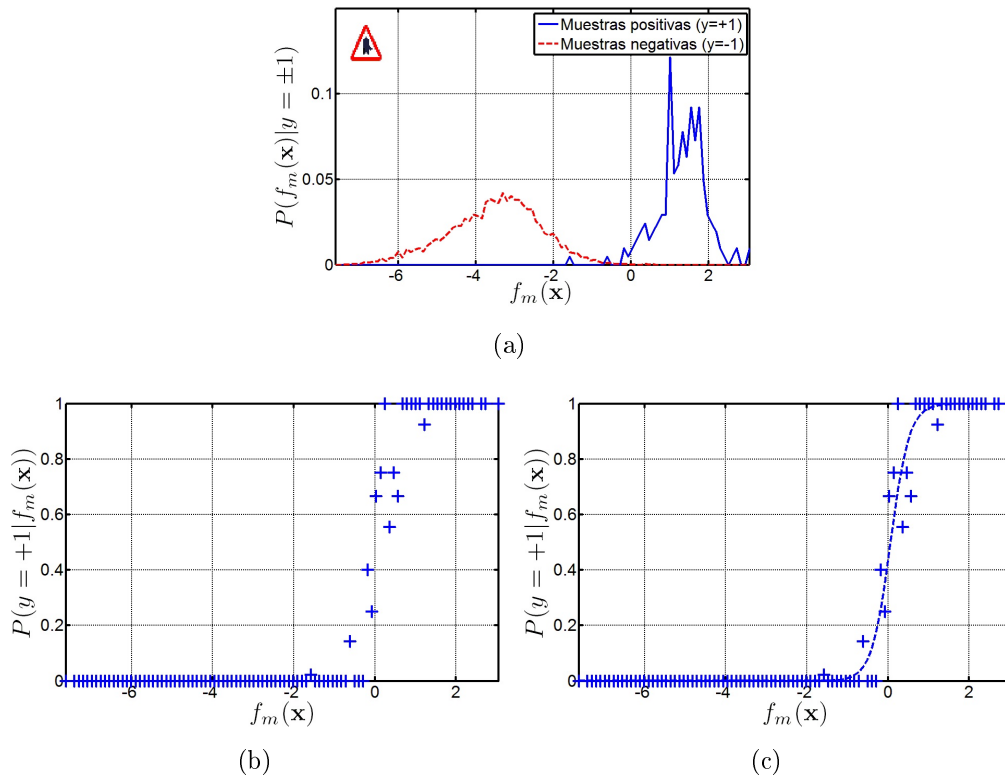 Muestras positivas (y=+1)
Muestras negativas (y=-1)
P(f_m(x)|y = ±1)
0.1
0.05
0
-6 -4 -2 0 2
f_m(x)
(a)
P(y = +1|f_m(x))
1
0.8
0.6
0.4
0.2
0
-6 -4 -2 0 2
f_m(x)
(b)
P(y = +1|f_m(x))
1
0.8
0.6
0.4
0.2
0
-6 -4 -2 0 2
f_m(x)
(c)